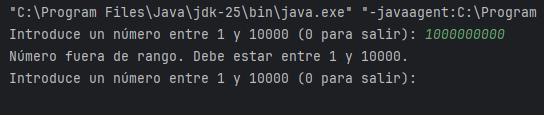 "C:\Program Files\Java\jdk-25\bin\java.exe" "-javaagent:C:\Program
Introduce un número entre 1 y 10000 (0 para salir): 1000000000
Número fuera de rango. Debe estar entre 1 y 10000.
Introduce un número entre 1 y 10000 (0 para salir):